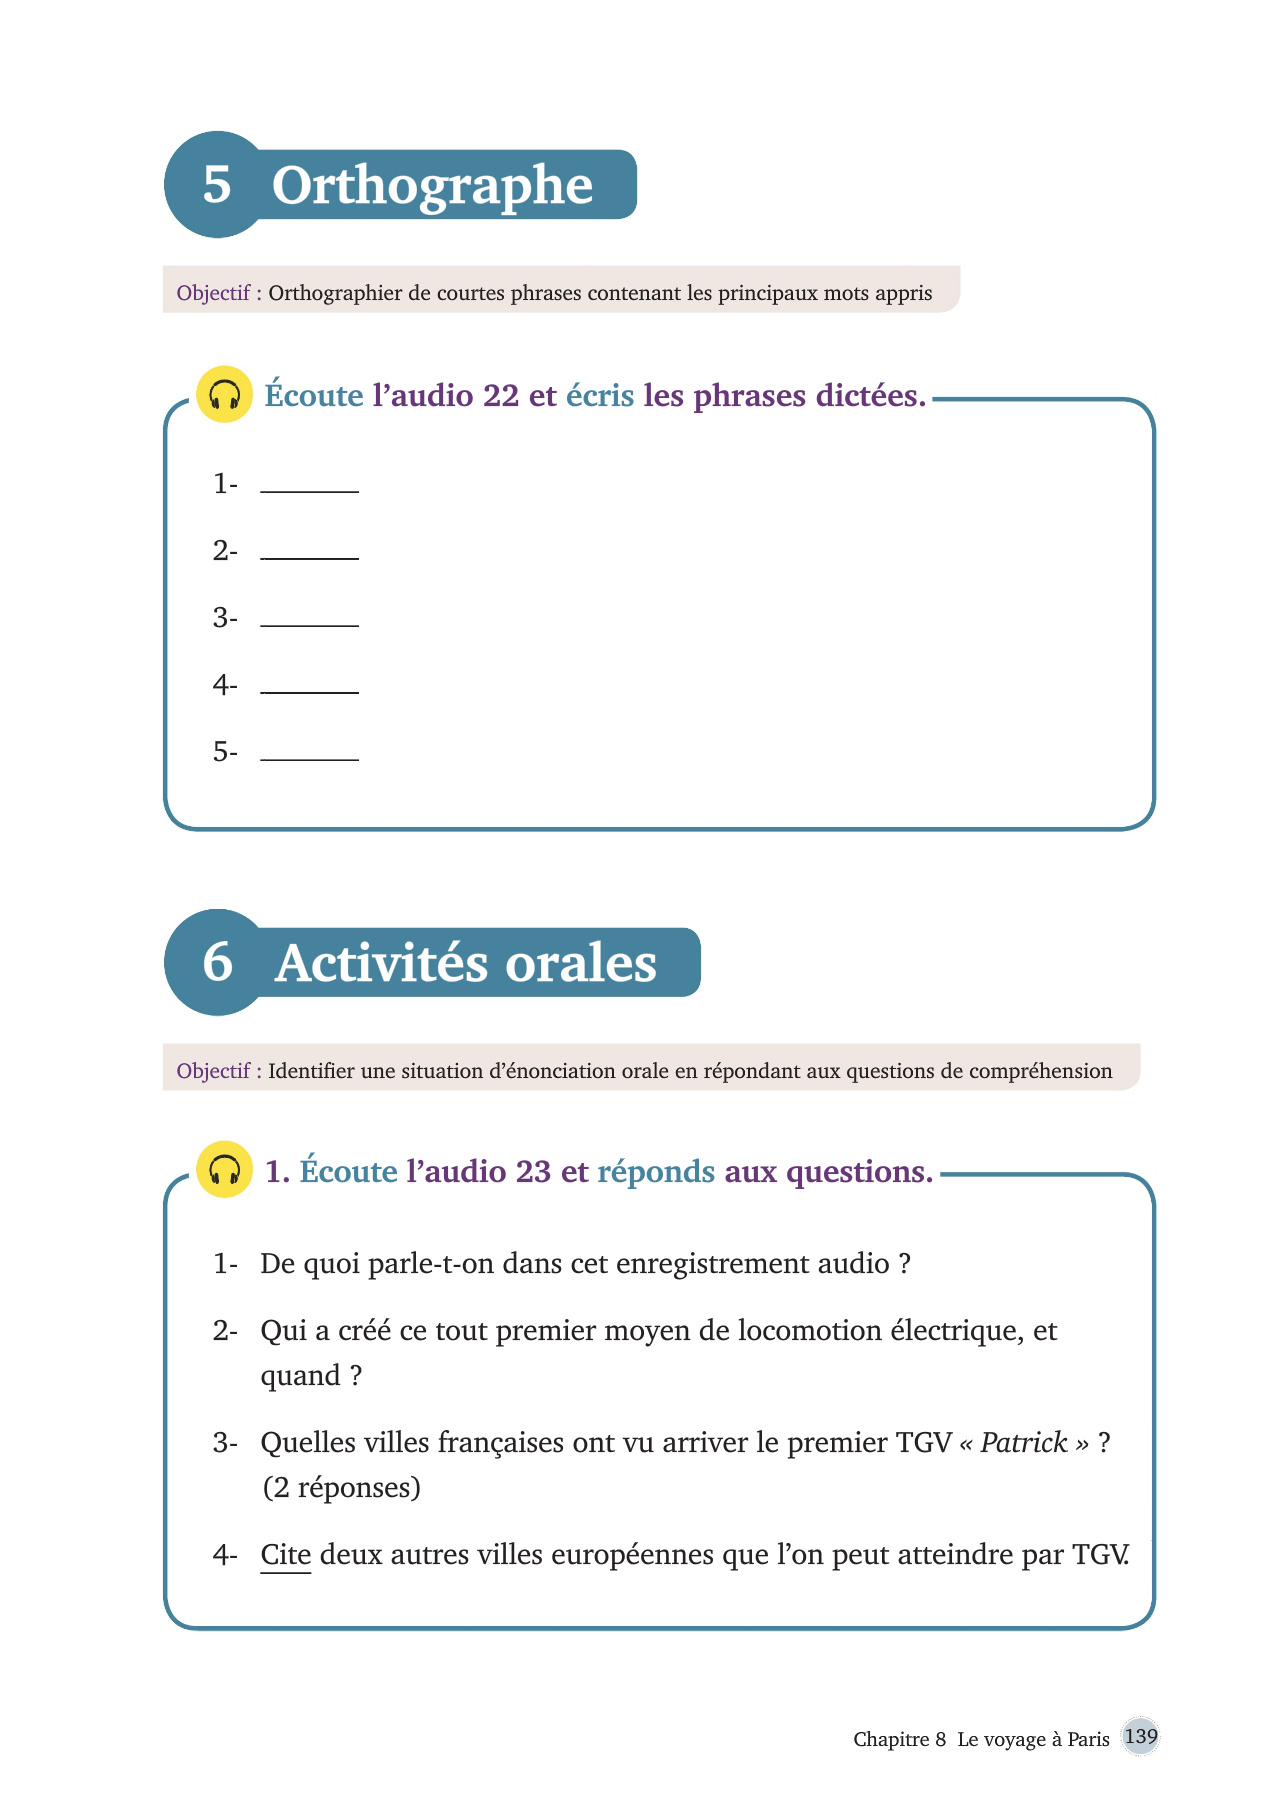 5 Orthographe
Objectif : Orthographier de courtes phrases contenant les principaux mots appris
Écoute l’audio 22 et écris les phrases dictées.
1- _______
2- _______
3- _______
4- _______
5- _______
6 Activités orales
Objectif : Identifier une situation d’énonciation orale en répondant aux questions de compréhension
1. Écoute l’audio 23 et réponds aux questions.
1- De quoi parle-t-on dans cet enregistrement audio ?
2- Qui a créé ce tout premier moyen de locomotion électrique, et
quand ?
3- Quelles villes françaises ont vu arriver le premier TGV « Patrick » ?
(2 réponses)
4- Cite deux autres villes européennes que l’on peut atteindre par TGV.
Chapitre 8 Le voyage à Paris 139